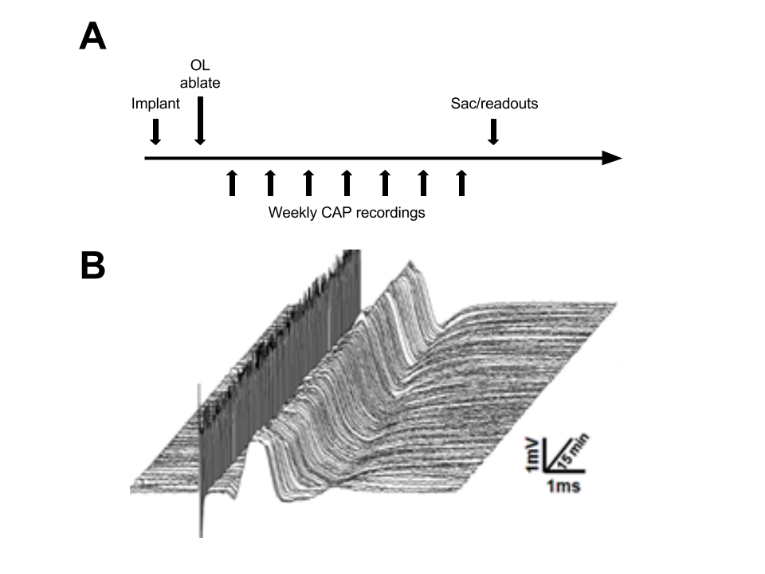 A
OL
ablate
Implant
Sac/readouts
Weekly CAP recordings
B
1mV
15 min
1ms